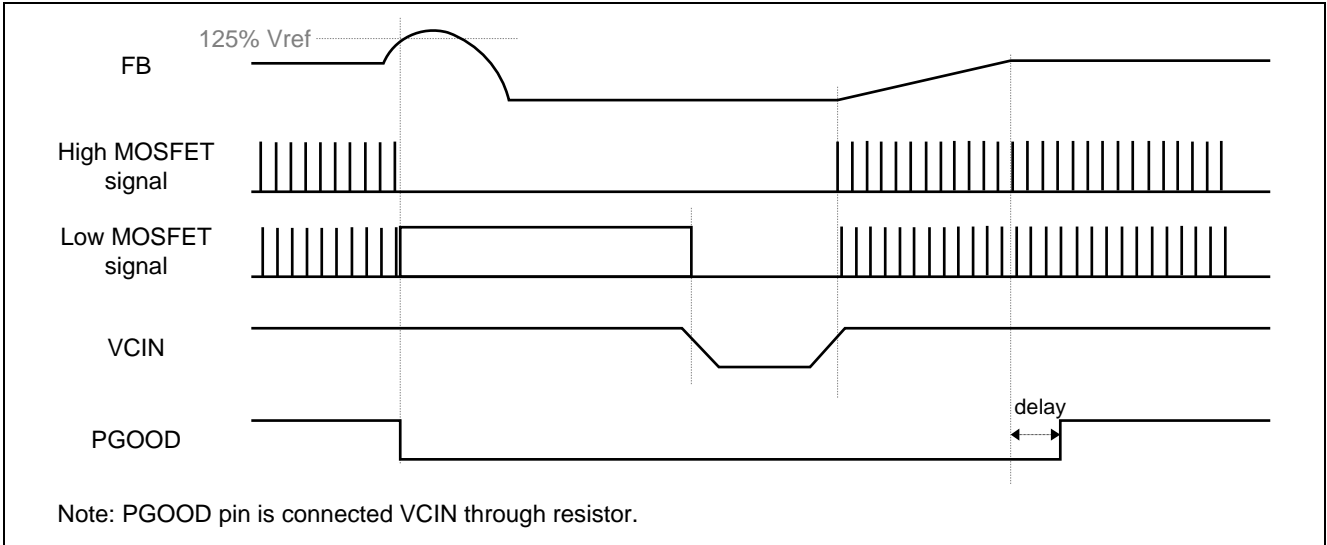 125% Vref
FB
High MOSFET
signal
Low MOSFET
signal
VCIN
delay
PGOOD
Note: PGOOD pin is connected VCIN through resistor.